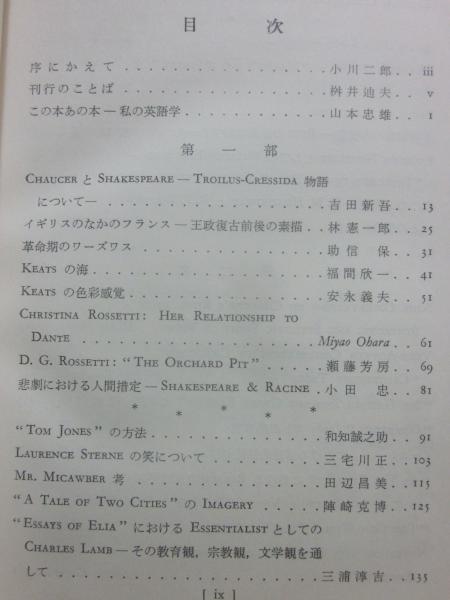 目次
序にかえて . . . . . . . . . . . . . . . . 小川二郎 . . iii
刊行のことば . . . . . . . . . . . . . . . 桝井迪夫 . . v
この本あの本 — 私の英語学 . . . . . . . . . . . 山本忠雄 . . 1
第一部
CHAUCER と SHAKESPEARE — TROILUS-CRESSIDA 物語
について — . . . . . . . . . . . . . . . . 吉田新吾 . . 13
イギリスのなかのフランス — 王政復古前後の素描 . . 林憲一郎 . . 25
革命期のワーズワス . . . . . . . . . . . . . 助信保 . . 31
KEATS の海 . . . . . . . . . . . . . . . . 福間欣一 . . 41
KEATS の色彩感覚 . . . . . . . . . . . . . . 安永義夫 . . 51
CHRISTINA ROSSETTI: HER RELATIONSHIP TO
DANTE . . . . . . . . . . . . . . . . Miyao Ohara . . 61
D. G. ROSSETTI: "THE ORCHARD PIT" . . . . . 瀬藤芳房 . . 69
悲劇における人間措定 — SHAKESPEARE & RACINE . 小田忠 . . 81
* * * * *
"TOM JONES" の方法 . . . . . . . . . . . . . 和知誠之助 . . 91
LAURENCE STERNE の笑について . . . . . . . . 三宅川正 . . 103
MR. MICAWBER 考 . . . . . . . . . . . . . 田辺昌美 . . 115
"A TALE OF TWO CITIES" の IMAGERY . . . . . 陣崎克博 . . 125
"ESSAYS OF ELIA" における ESSENTIALIST としての
CHARLES LAMB — その教育観, 宗教観, 文学観を通
して . . . . . . . . . . . . . . . . . . 三浦淳吉 . . 135
[ ix ]